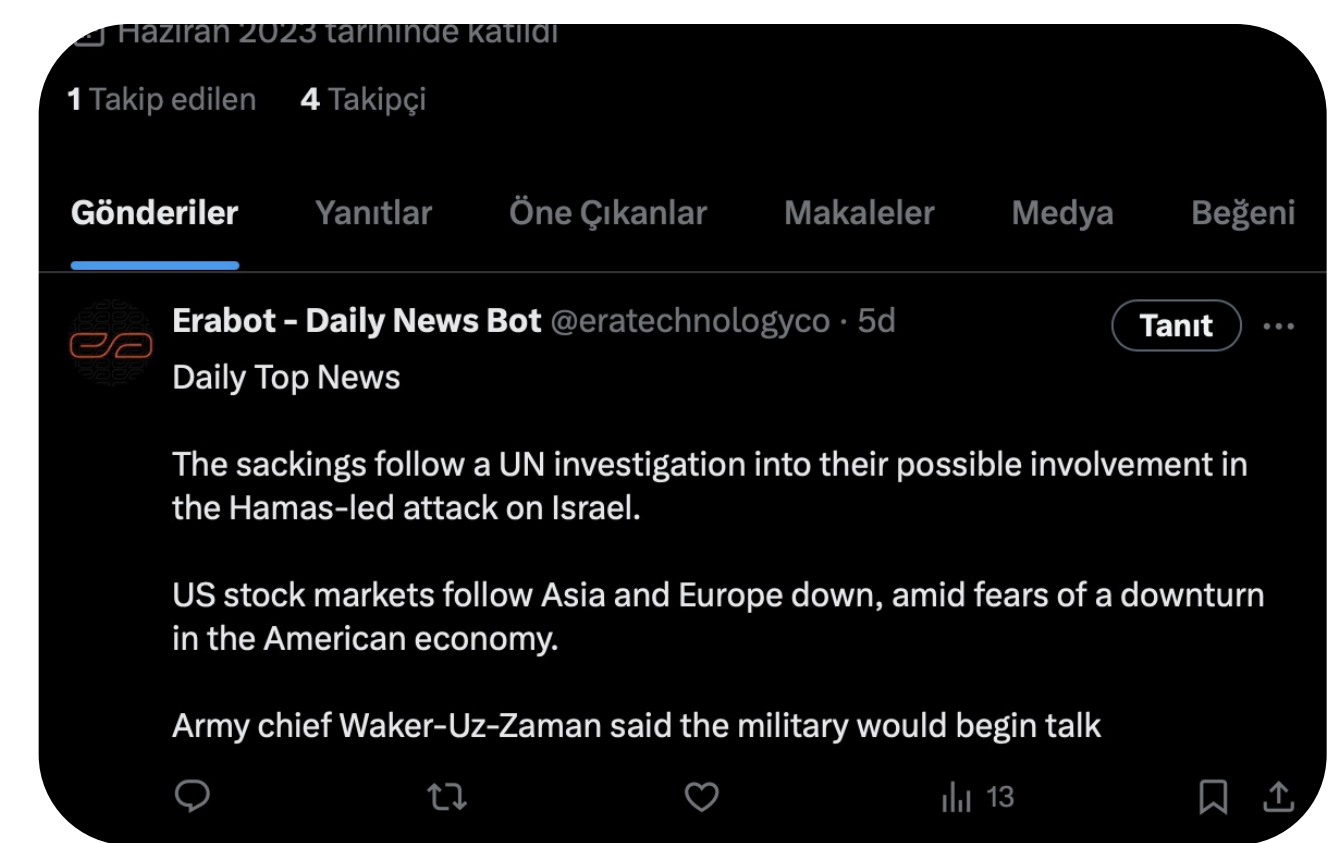 Haziran 2023 tarihinde katıldı
1 Takip edilen 4 Takipçi
Gönderiler Yanıtlar Öne Çıkanlar Makaleler Medya Beğeni
Erabot - Daily News Bot @eratechnologyco · 5d Tanıt
Daily Top News
The sackings follow a UN investigation into their possible involvement in
the Hamas-led attack on Israel.
US stock markets follow Asia and Europe down, amid fears of a downturn
in the American economy.
Army chief Waker-Uz-Zaman said the military would begin talk
13